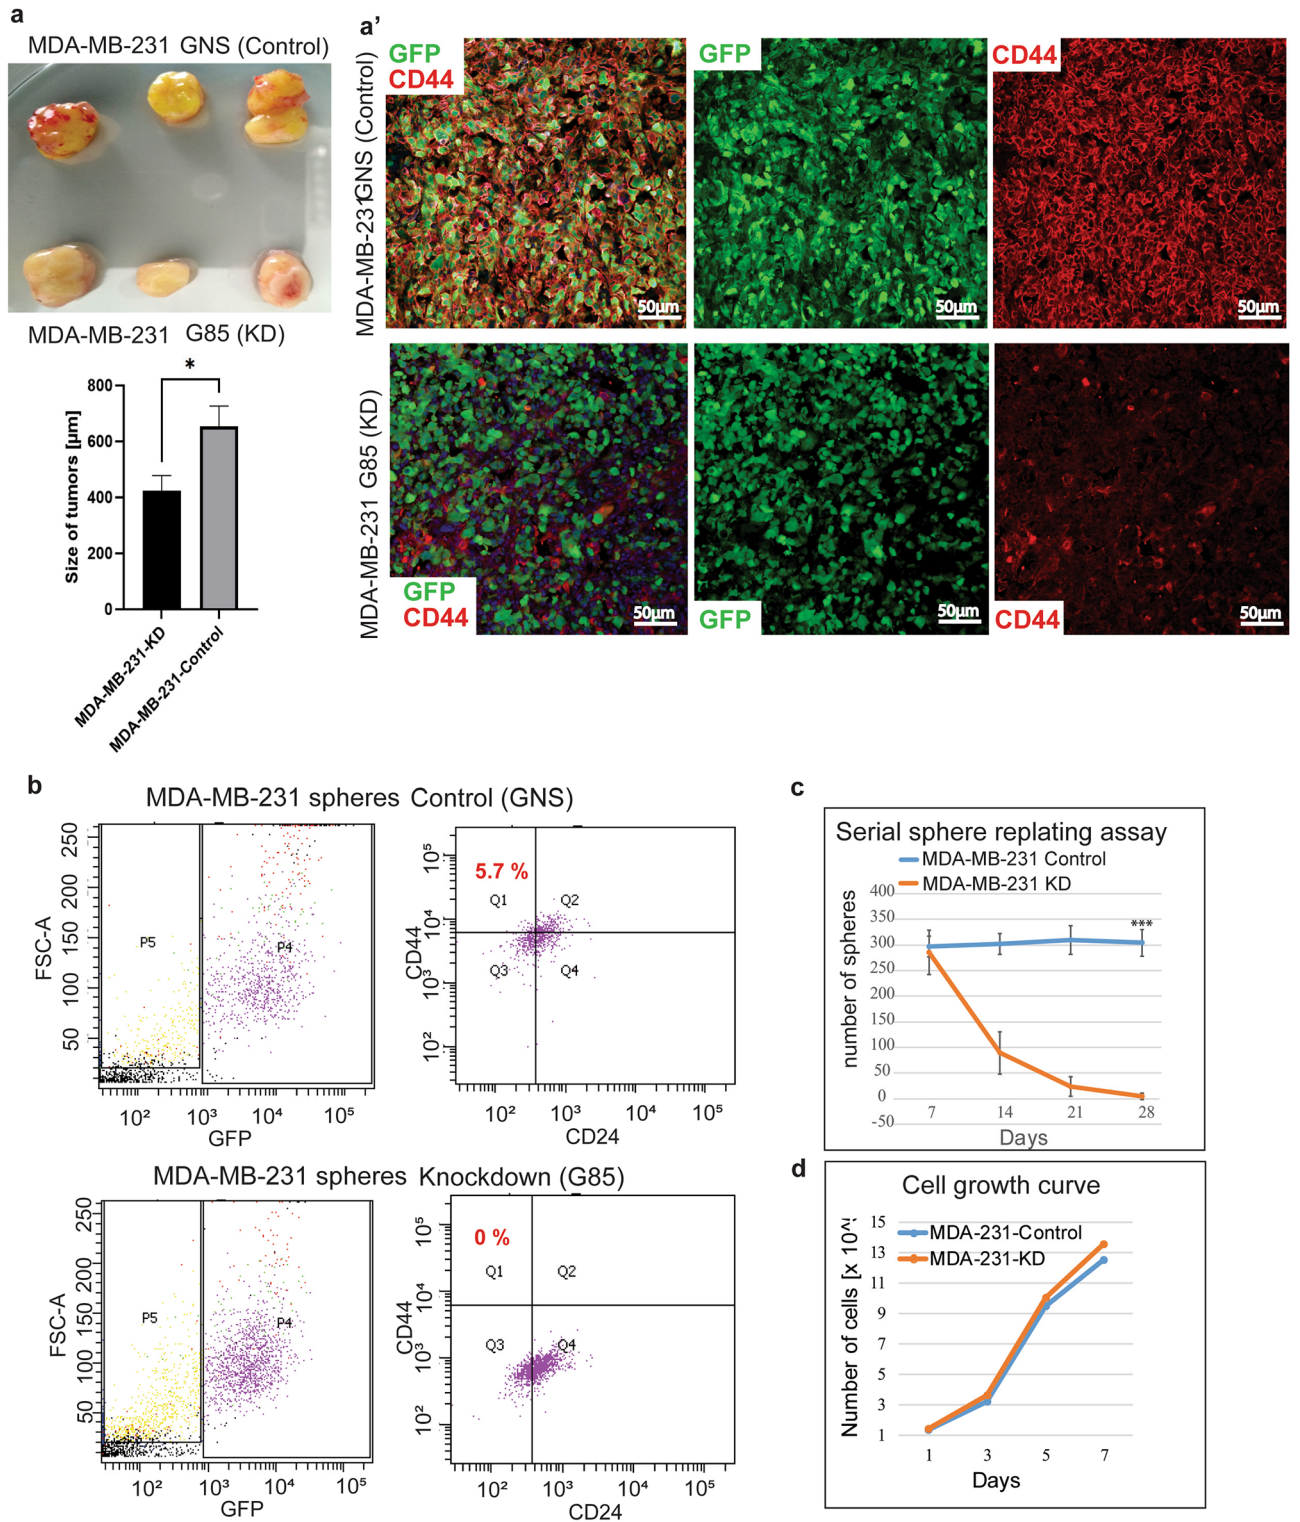 a
MDA-MB-231 GNS (Control)
MDA-MB-231 G85 (KD)
*
800
600
400
200
0
Size of tumors [µm]
MDA-MB-231-KD
MDA-MB-231-Control
a’
MDA-MB-231GNS (Control)
GFP
CD44
50µm
GFP
50µm
CD44
50µm
MDA-MB-231 G85 (KD)
GFP
CD44
50µm
GFP
50µm
CD44
50µm
b
MDA-MB-231 spheres Control (GNS)
FSC-A
250
200
150
100
50
P5
P4
10² 10³ 10⁴ 10⁵
GFP
CD44
10⁵
10⁴
10³
10²
5.7 %
Q1 Q2
Q3 Q4
10² 10³ 10⁴ 10⁵
CD24
MDA-MB-231 spheres Knockdown (G85)
FSC-A
250
200
150
100
50
P5
P4
10² 10³ 10⁴ 10⁵
GFP
CD44
10⁵
10⁴
10³
10²
0 %
Q1 Q2
Q3 Q4
10² 10³ 10⁴ 10⁵
CD24
c
Serial sphere replating assay
MDA-MB-231 Control
MDA-MB-231 KD
number of spheres
400
350
300
250
200
150
100
50
0
-50
***
7 14 21 28
Days
d
Cell growth curve
MDA-231-Control
MDA-231-KD
Number of cells [x 10^
15
13
11
9
7
5
3
1
1 3 5 7
Days